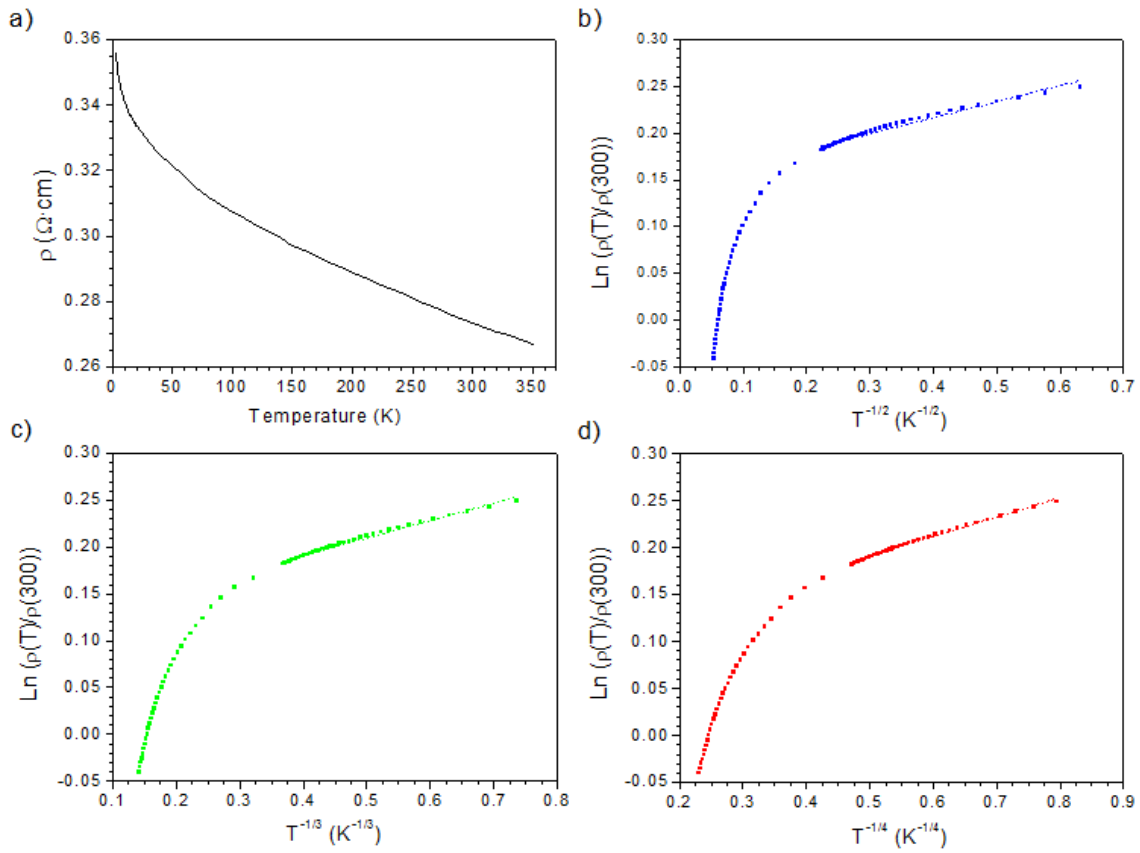 a)
0.36
0.34
0.32
0.30
0.28
0.26
ρ (Ω·cm)
0 50 100 150 200 250 300 350
Temperature (K)
b)
0.30
0.25
0.20
0.15
0.10
0.05
0.00
-0.05
Ln (ρ(T)/ρ(300)
0.0 0.1 0.2 0.3 0.4 0.5 0.6 0.7
T⁻¹/² (K⁻¹/²)
c)
0.30
0.25
0.20
0.15
0.10
0.05
0.00
-0.05
Ln (ρ(T)/ρ(300))
0.1 0.2 0.3 0.4 0.5 0.6 0.7 0.8
T⁻¹/³ (K⁻¹/³)
d)
0.30
0.25
0.20
0.15
0.10
0.05
0.00
-0.05
Ln (ρ(T)/ρ(300))
0.2 0.3 0.4 0.5 0.6 0.7 0.8 0.9
T⁻¹/⁴ (K⁻¹/⁴)